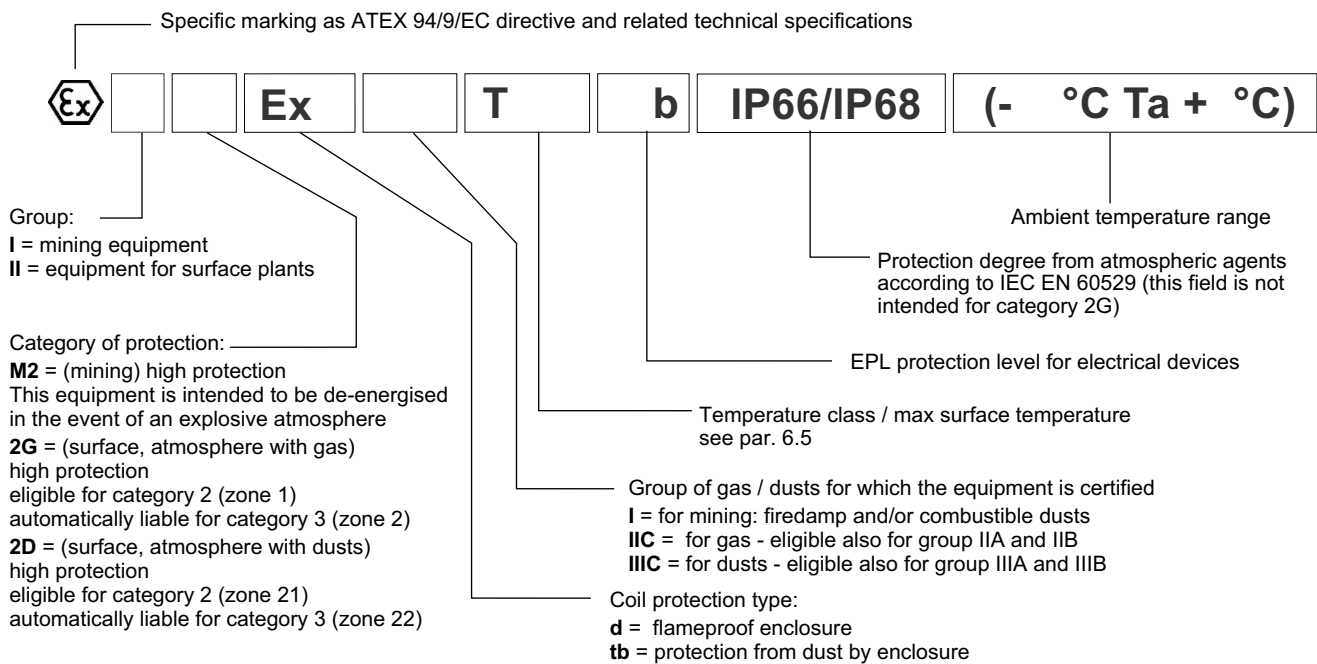 Specific marking as ATEX 94/9/EC directive and related technical specifications
Ex Ex T b IP66/IP68 (- °C Ta + °C)
Group:
I = mining equipment
II = equipment for surface plants
Ambient temperature range
Protection degree from atmospheric agents
according to IEC EN 60529 (this field is not
intended for category 2G)
Category of protection:
M2 = (mining) high protection
This equipment is intended to be de-energised
in the event of an explosive atmosphere
2G = (surface, atmosphere with gas)
high protection
eligible for category 2 (zone 1)
automatically liable for category 3 (zone 2)
2D = (surface, atmosphere with dusts)
high protection
eligible for category 2 (zone 21)
automatically liable for category 3 (zone 22)
EPL protection level for electrical devices
Temperature class / max surface temperature
see par. 6.5
Group of gas / dusts for which the equipment is certified
I = for mining: firedamp and/or combustible dusts
IIC = for gas - eligible also for group IIA and IIB
IIIC = for dusts - eligible also for group IIIA and IIIB
Coil protection type:
d = flameproof enclosure
tb = protection from dust by enclosure